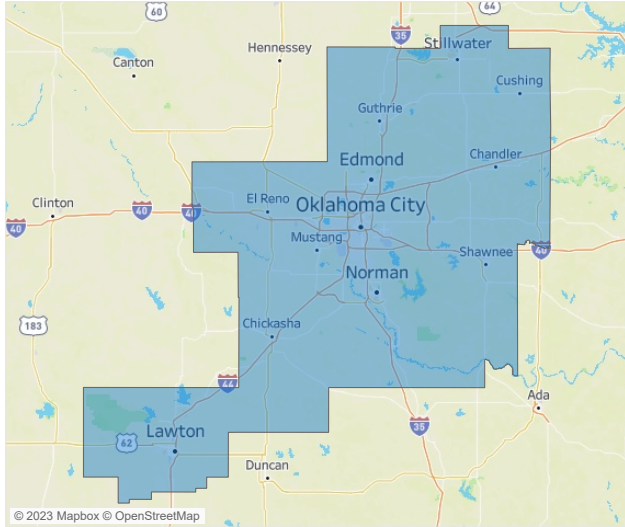 60
64
35
Stillwater
Hennessey
Canton
Cushing
Guthrie
Edmond
Chandler
Clinton
El Reno
Oklahoma City
40
40
40
40
Mustang
Shawnee
Norman
183
Chickasha
44
Ada
62
Lawton
35
Duncan
© 2023 Mapbox © OpenStreetMap